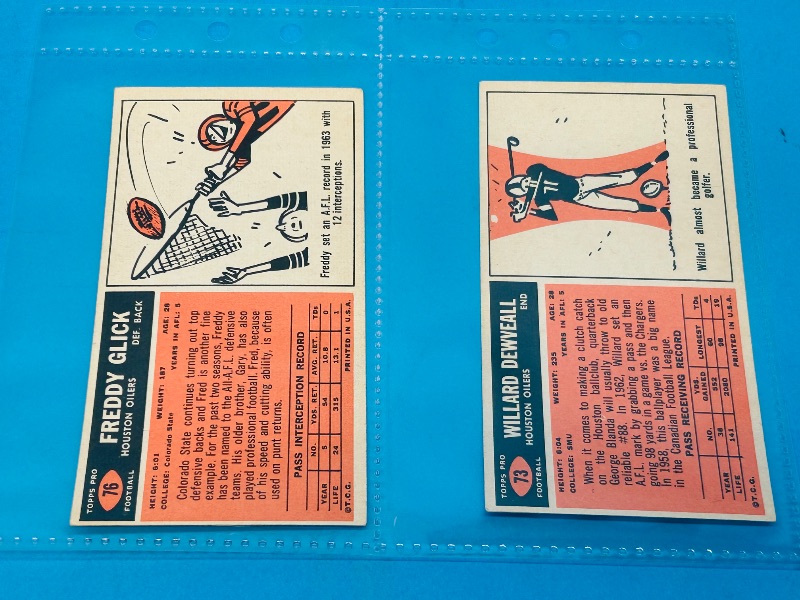 TOPPS PRO
76
FOOTBALL
FREDDY GLICK
HOUSTON OILERS
DEF. BACK
HEIGHT: 6:01
WEIGHT: 187
AGE: 26
COLLEGE: Colorado State
YEARS IN AFL: 5
Colorado State continues turning out top
defensive backs and Fred is another fine
example. For the past two seasons, Freddy
has been named to the All-A.F.L. defensive
teams. His older brother, Gary, has also
played professional football. Fred, because
of his speed and cutting ability, is often
used on punt returns.
PASS INTERCEPTION RECORD
NO. YDS. RET. AVG. RET. TDs
YEAR 5 54 10.8 0
LIFE 24 315 13.1 1
©T.C.G. PRINTED IN U.S.A.
Freddy set an A.F.L. record in 1963 with
12 interceptions.
TOPPS PRO
73
FOOTBALL
WILLARD DEWVEALL
HOUSTON OILERS
END
HEIGHT: 6:04
WEIGHT: 235
AGE: 28
COLLEGE: SMU
YEARS IN AFL: 5
When it comes to making a clutch catch
on the Houston ballclub, quarterback
George Blanda will usually throw to old
reliable #88. In 1962, Willard set an
A.F.L. mark by grabbing a pass and then
going 98 yards in a game vs. the Chargers.
In 1958, this ballplayer was a big name
in the Canadian Football League.
PASS RECEIVING RECORD
NO. GAINED LONGEST TDs
YEAR 38 552 60 4
LIFE 141 2080 98 19
©T.C.G. PRINTED IN U.S.A.
Willard almost became a professional
golfer.